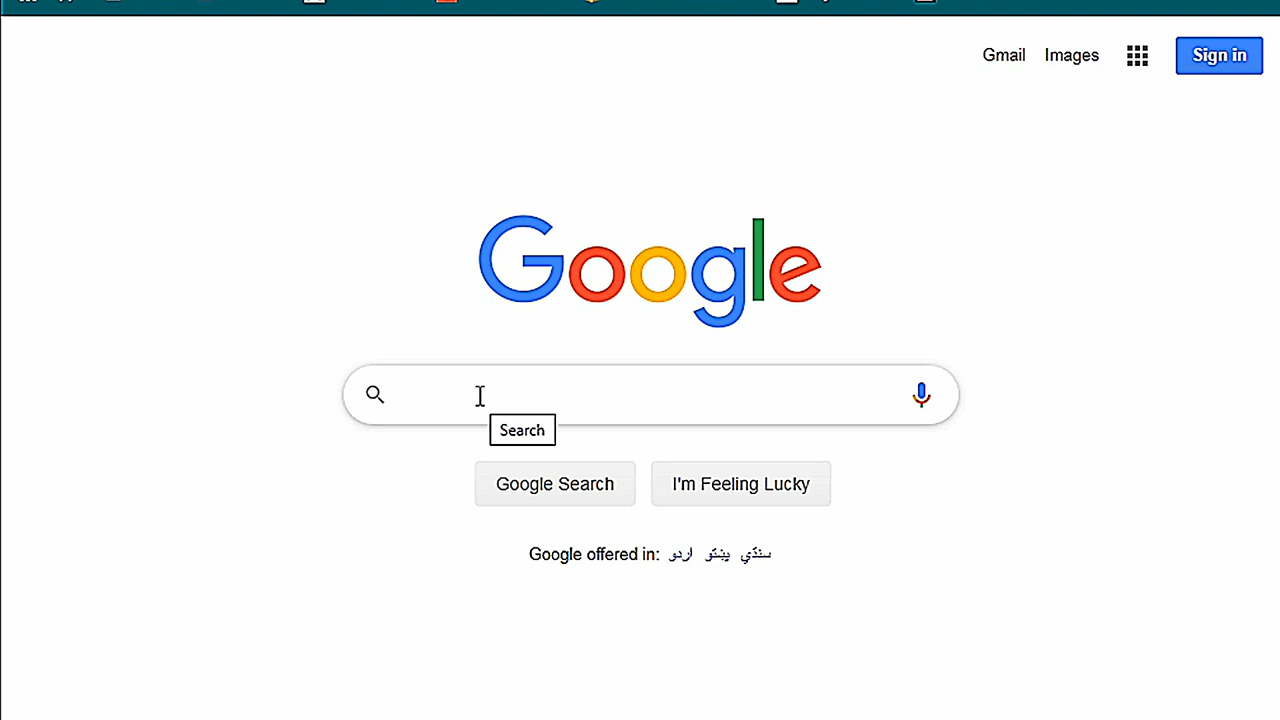 Gmail Images Sign in
Google
Search
Google Search I'm Feeling Lucky
Google offered in: اردو پښتو سنڌي